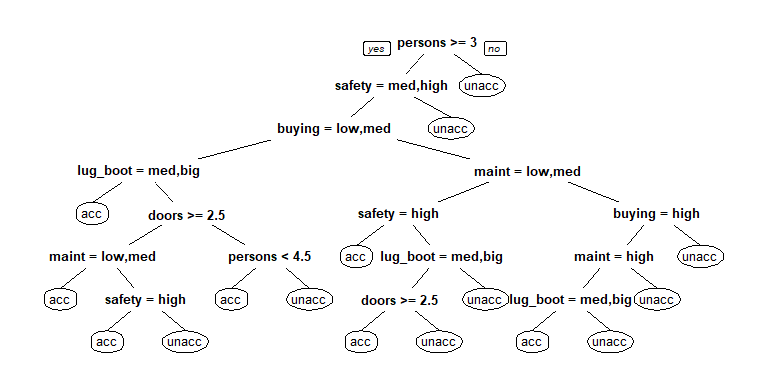 yes persons >= 3 no
safety = med,high unacc
buying = low,med unacc
lug_boot = med,big maint = low,med
acc doors >= 2.5 safety = high buying = high
maint = low,med persons < 4.5 acc lug_boot = med,big maint = high unacc
acc safety = high acc unacc doors >= 2.5 unacc lug_boot = med,big unacc
acc unacc acc unacc acc unacc